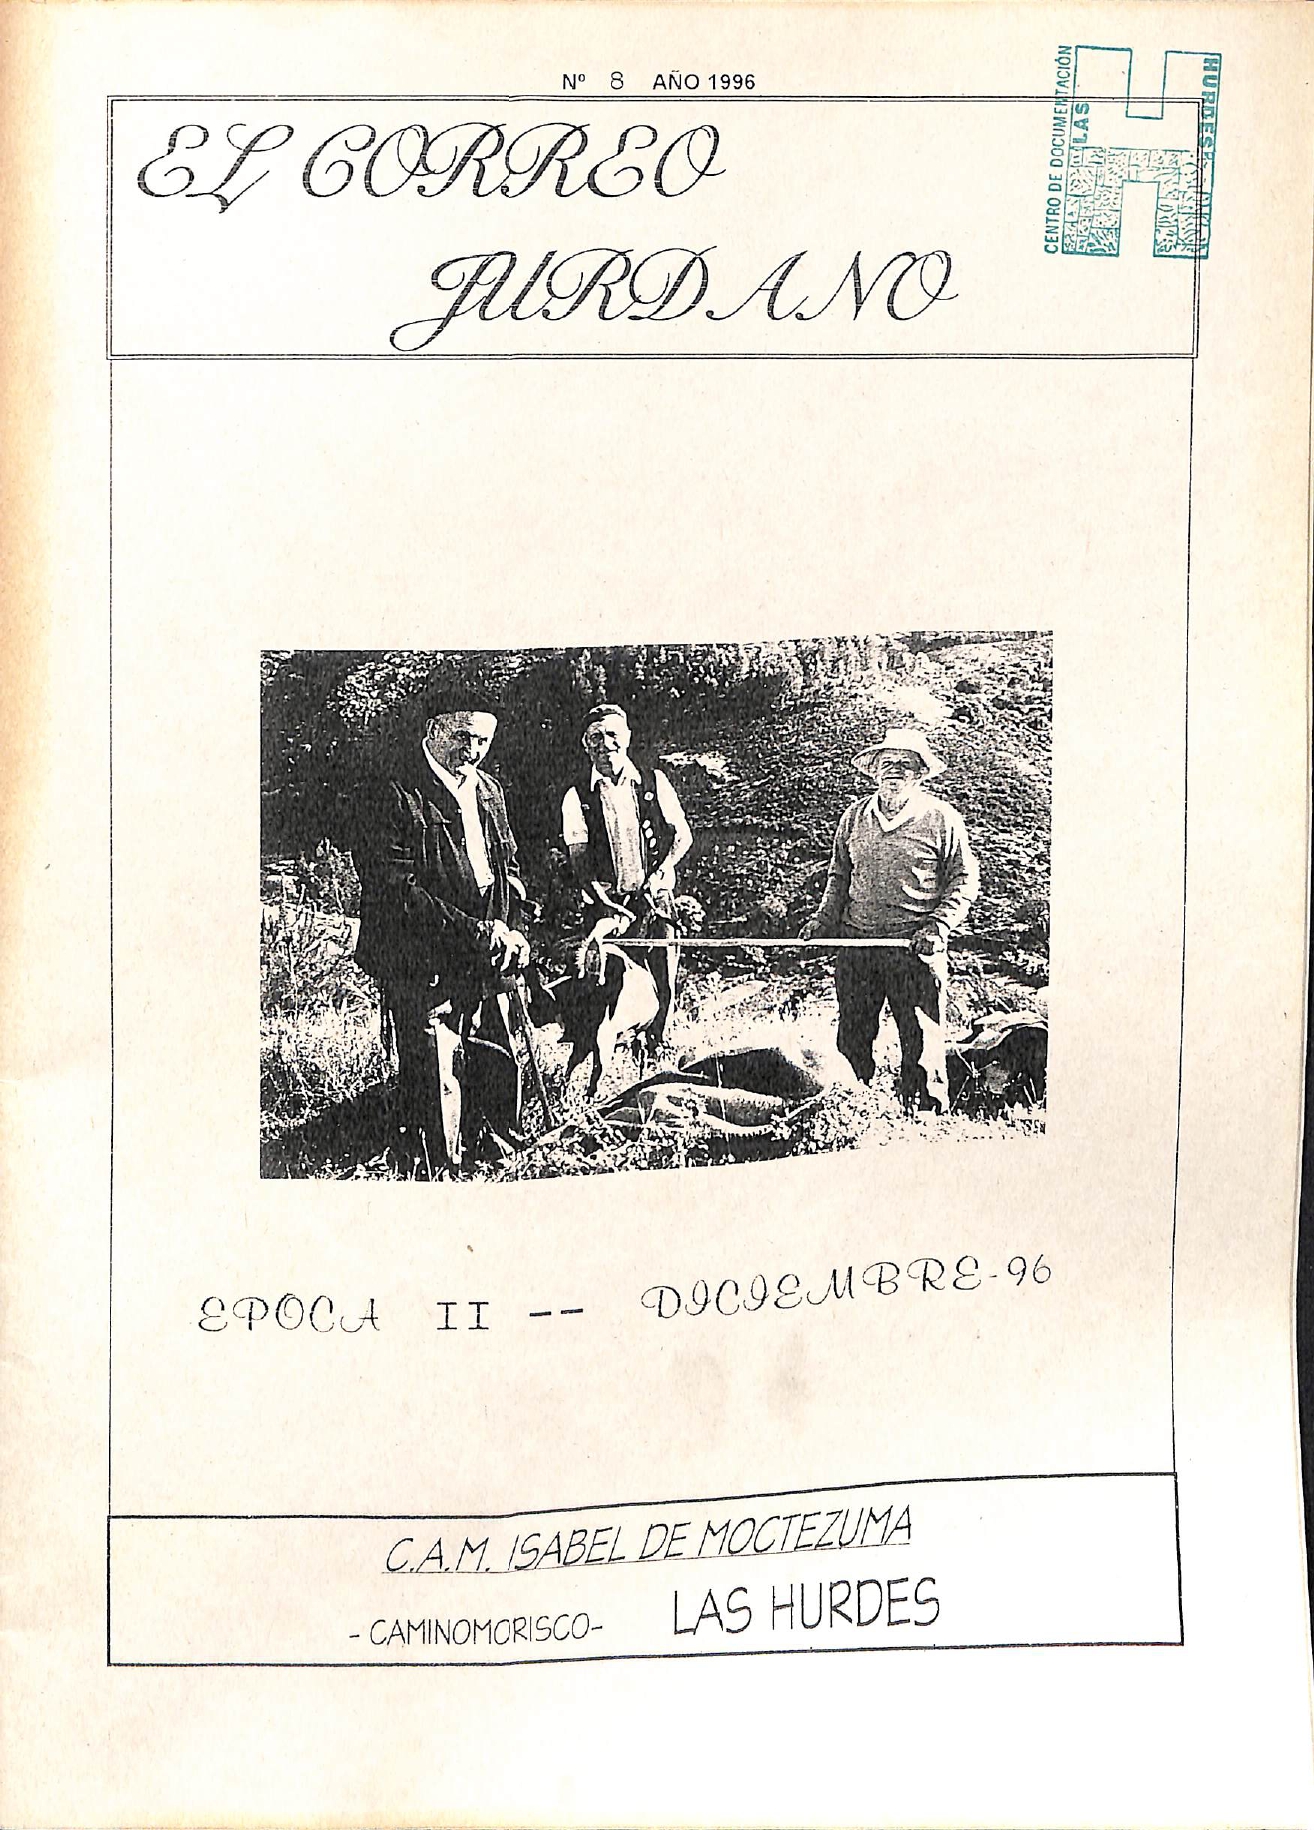 Nº 8 AÑO 1996
EL CORREO
JURDANO
CENTRO DE DOCUMENTACIÓN
LAS
HURDES
EPOCA II -- DICIEMBRE-96
C.A.M. ISABEL DE MOCTEZUMA
-CAMINOMORISCO- LAS HURDES